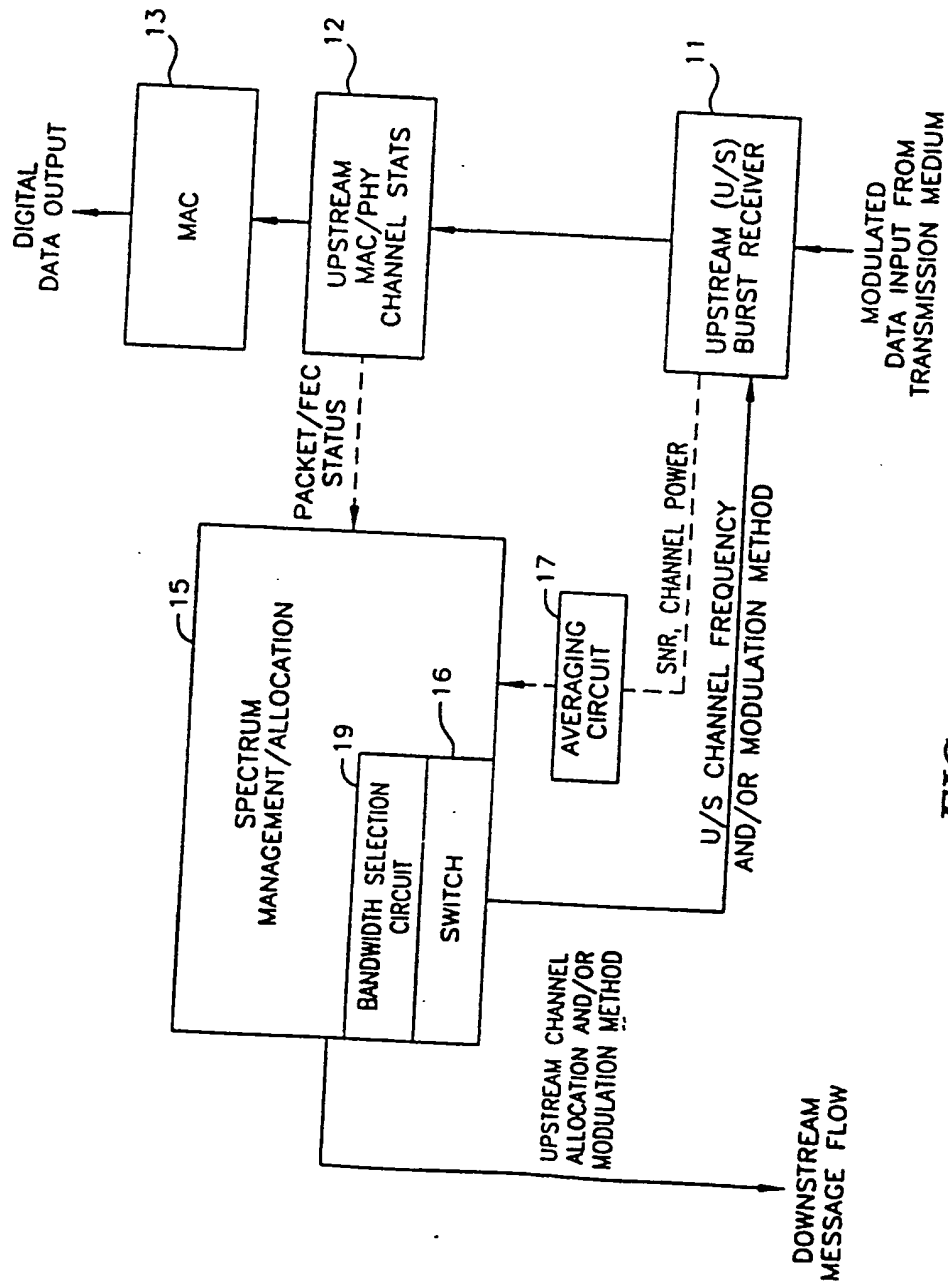 DIGITAL
DATA OUTPUT
13
MAC
12
UPSTREAM
MAC/PHY
CHANNEL STATS
PACKET/FEC
STATUS
11
UPSTREAM (U/S)
BURST RECEIVER
MODULATED
DATA INPUT FROM
TRANSMISSION MEDIUM
15
SPECTRUM
MANAGEMENT/ALLOCATION
19
BANDWIDTH SELECTION
CIRCUIT
16
SWITCH
17
AVERAGING
CIRCUIT
SNR, CHANNEL POWER
U/S CHANNEL FREQUENCY
AND/OR MODULATION METHOD
UPSTREAM CHANNEL
ALLOCATION AND/OR
MODULATION METHOD
DOWNSTREAM
MESSAGE FLOW